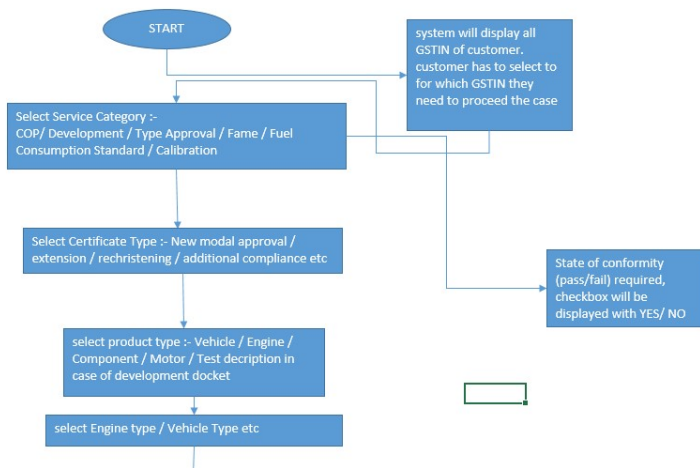 START
system will display all
GSTIN of customer.
customer has to select to
for which GSTIN they
need to proceed the case
Select Service Category :-
COP/ Development / Type Approval / Fame / Fuel
Consumption Standard / Calibration
Select Certificate Type :- New modal approval /
extension / rechristening / additional compliance etc
State of conformity
(pass/fail) required,
checkbox will be
displayed with YES/ NO
select product type :- Vehicle / Engine /
Component / Motor / Test decription in
case of development docket
select Engine type / Vehicle Type etc